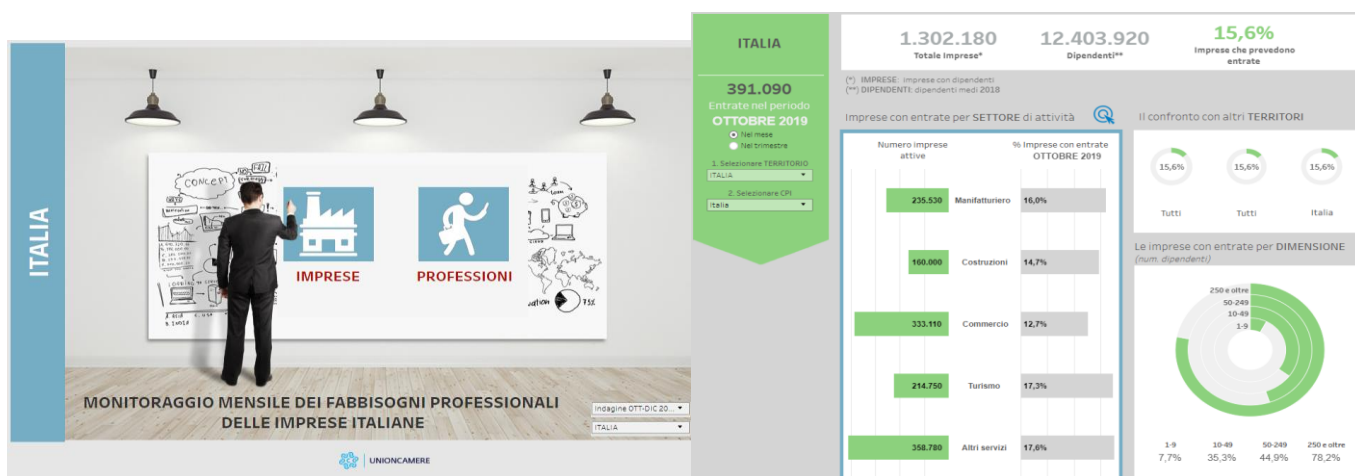 ITALIA
CONCEPT
IMPRESE
PROFESSIONI
75%
MONITORAGGIO MENSILE DEI FABBISOGNI PROFESSIONALI
DELLE IMPRESE ITALIANE
Indagine OTT-DIC 20...
ITALIA
UNIONCAMERE
ITALIA
391.090
Entrate nel periodo
OTTOBRE 2019
Nel mese
Nel trimestre
1. Selezionare TERRITORIO
ITALIA
2. Selezionare CPI
Italia
1.302.180
Totale Imprese*
12.403.920
Dipendenti**
15,6%
Imprese che prevedono
entrate
(*) IMPRESE: imprese con dipendenti
(**) DIPENDENTI: dipendenti medi 2018
Imprese con entrate per SETTORE di attività
Numero imprese
attive
% Imprese con entrate
OTTOBRE 2019
235.530 Manifatturiero 16,0%
160.000 Costruzioni 14,7%
333.110 Commercio 12,7%
214.750 Turismo 17,3%
358.780 Altri servizi 17,6%
Il confronto con altri TERRITORI
15,6% 15,6% 15,6%
Tutti Tutti Italia
Le imprese con entrate per DIMENSIONE
(num. dipendenti)
250 e oltre
50-249
10-49
1-9
1-9 10-49 50-249 250 e oltre
7,7% 35,3% 44,9% 78,2%